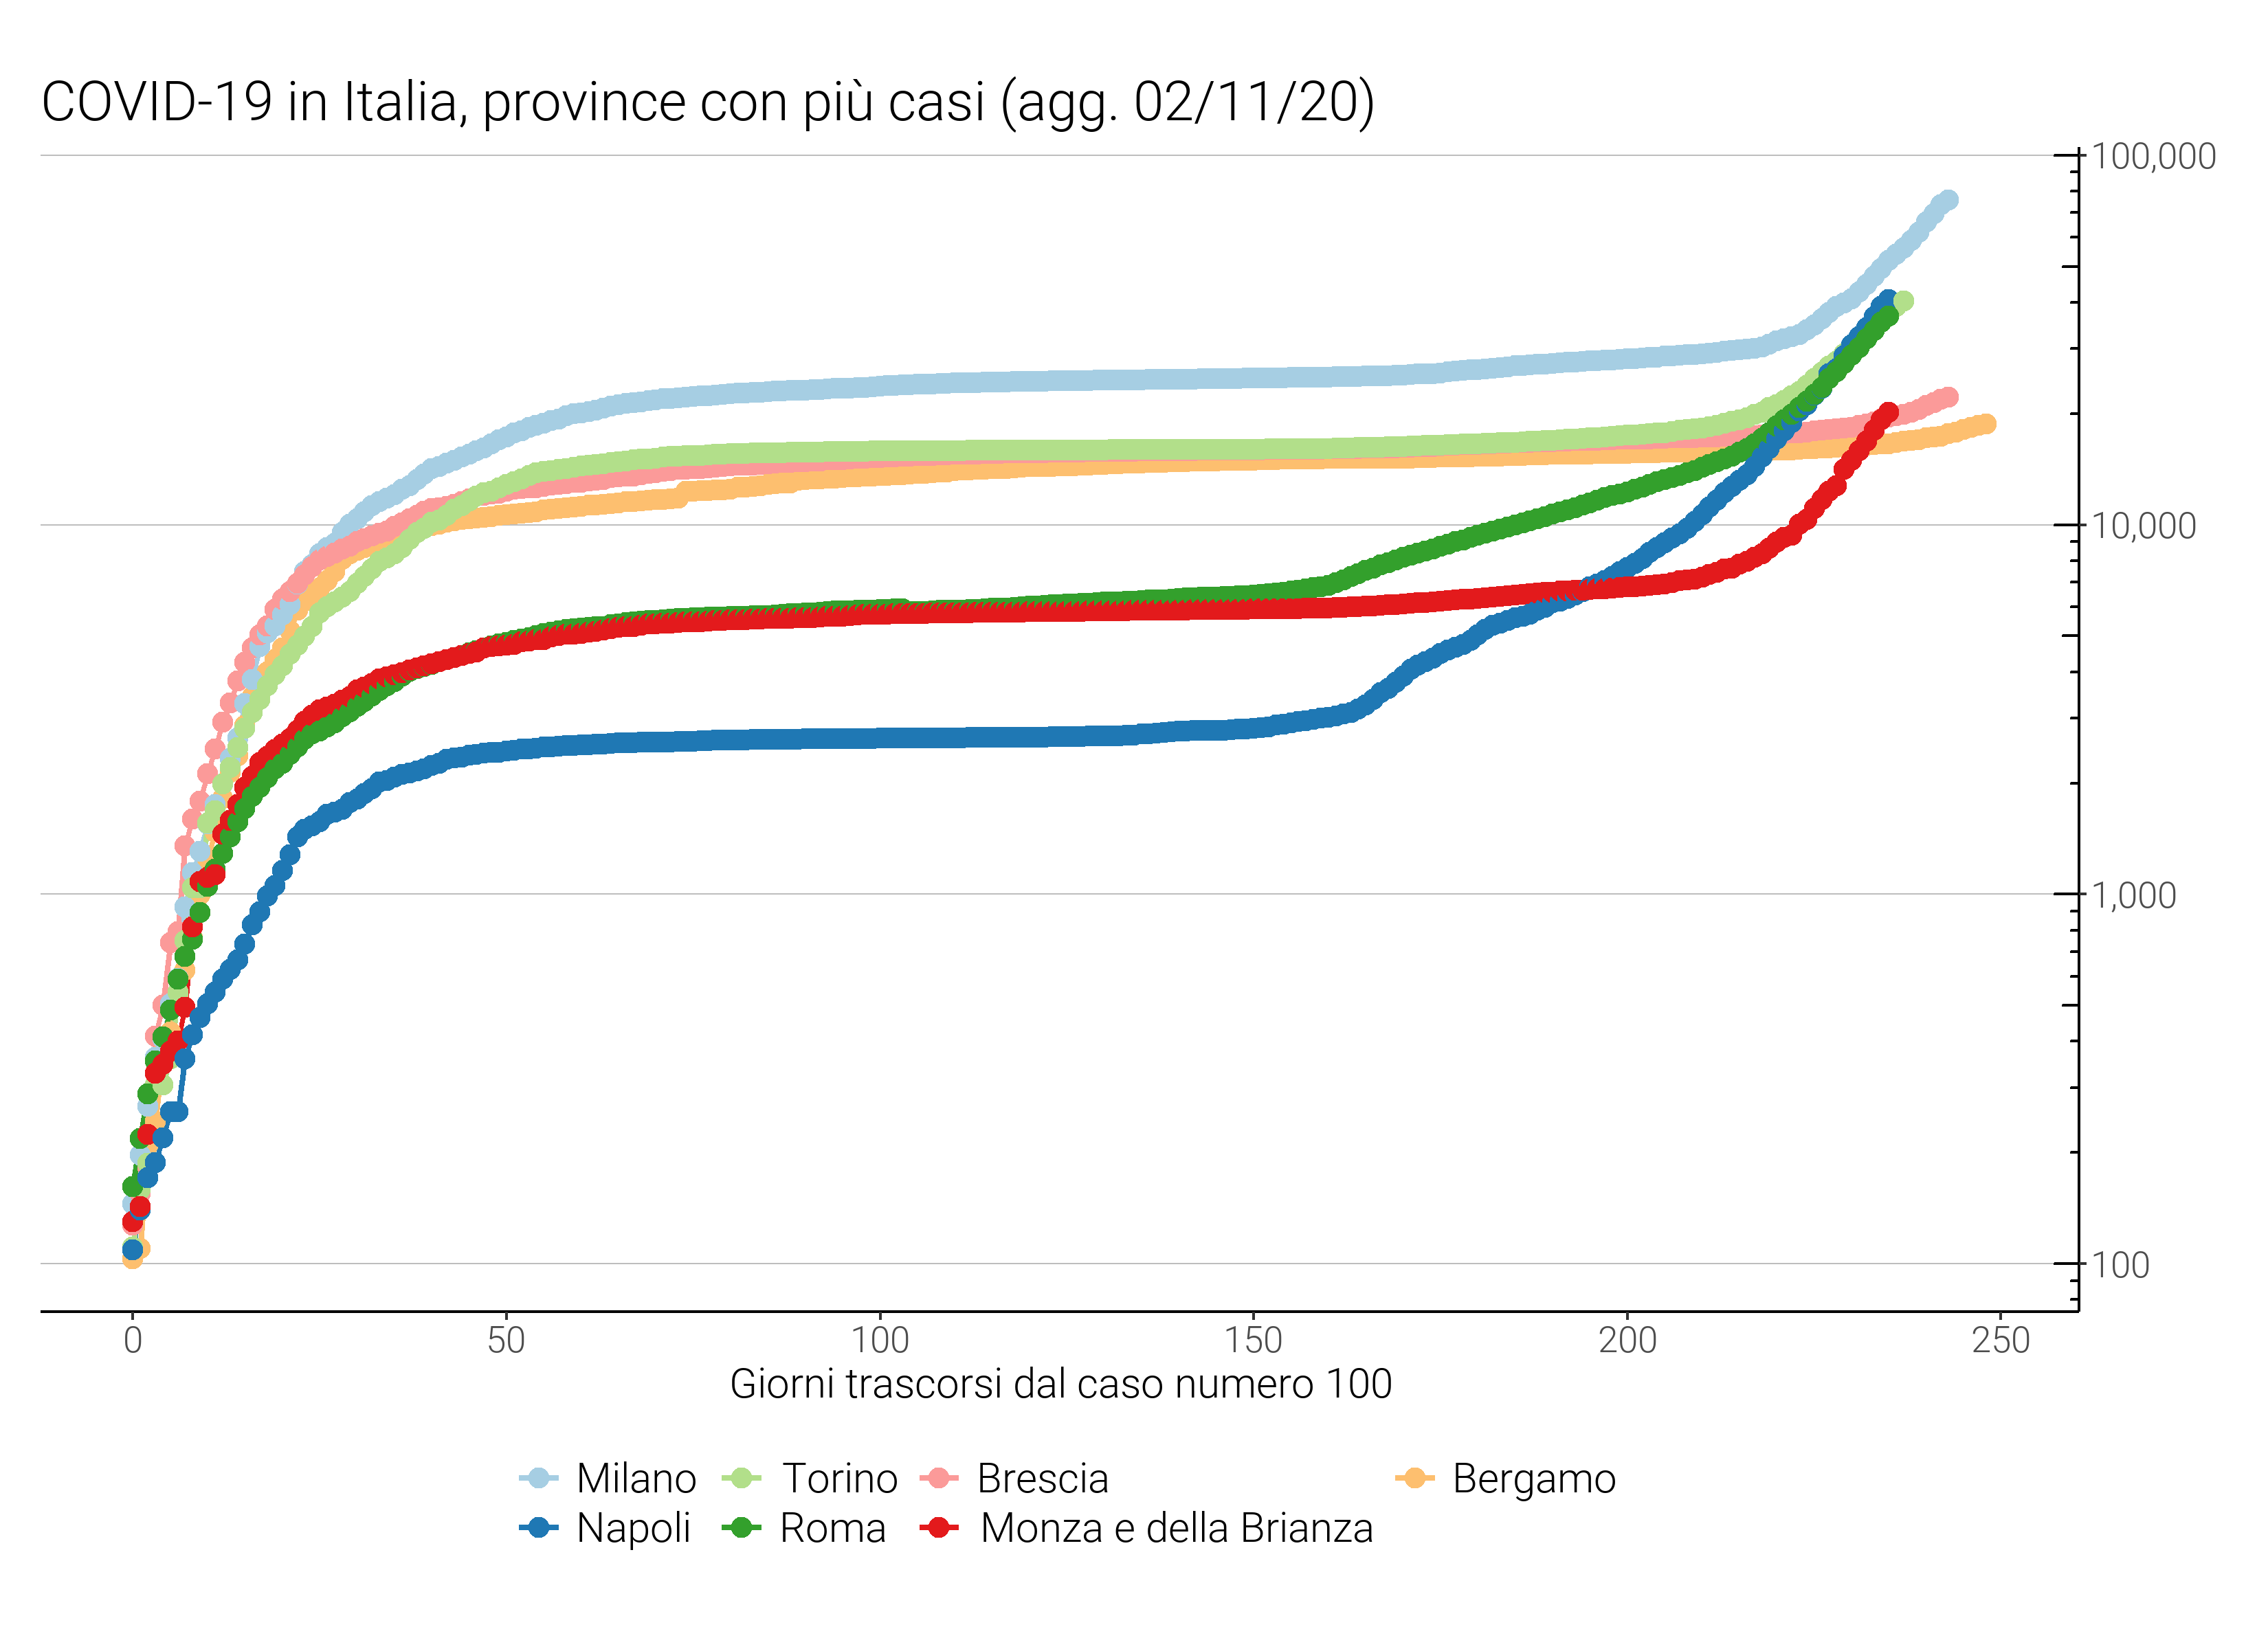 COVID-19 in Italia, province con più casi (agg. 02/11/20)
100,000
10,000
1,000
100
0 50 100 150 200 250
Giorni trascorsi dal caso numero 100
Milano Torino Brescia Bergamo
Napoli Roma Monza e della Brianza